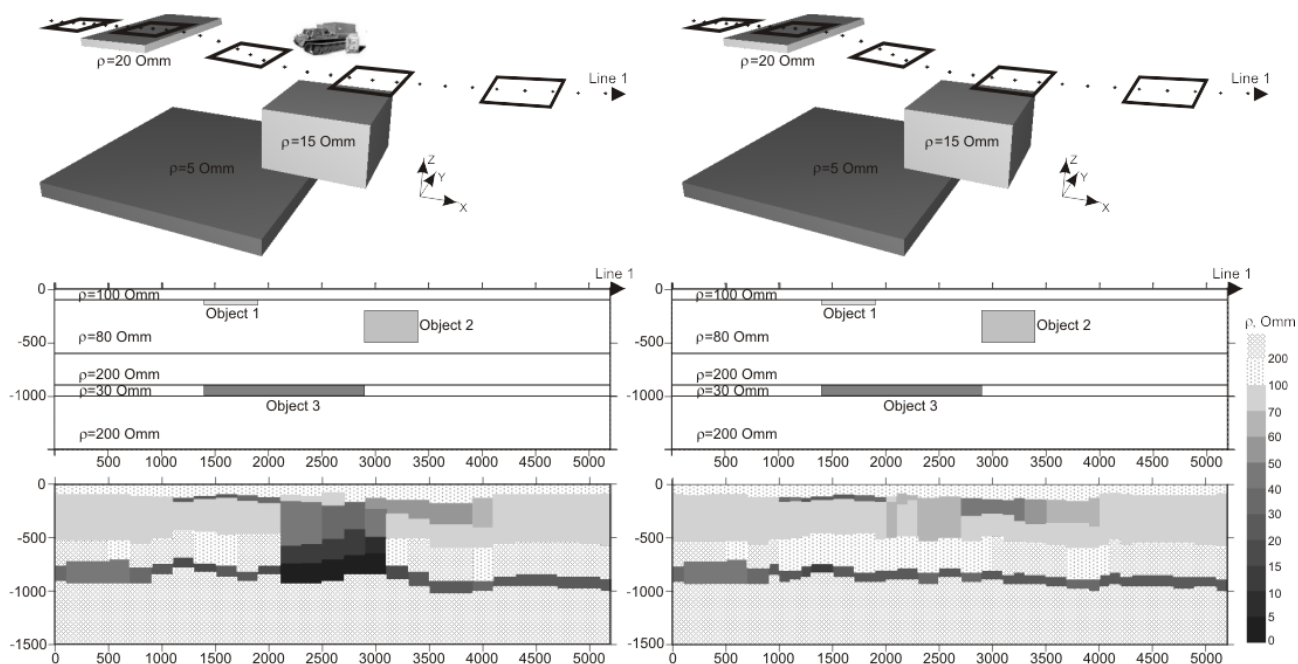 ρ=20 Omm
Line 1
ρ=15 Omm
ρ=5 Omm
Z
Y
X
ρ=20 Omm
Line 1
ρ=15 Omm
ρ=5 Omm
Z
Y
X
Line 1
0
ρ=100 Omm
Object 1
Object 2
ρ=80 Omm
-500
ρ=200 Omm
-1000
ρ=30 Omm
Object 3
ρ=200 Omm
500 1000 1500 2000 2500 3000 3500 4000 4500 5000
Line 1
ρ=100 Omm
Object 1
Object 2
ρ=80 Omm
ρ=200 Omm
ρ=30 Omm
Object 3
ρ=200 Omm
500 1000 1500 2000 2500 3000 3500 4000 4500 5000
0
-500
-1000
-1500
0 500 1000 1500 2000 2500 3000 3500 4000 4500 5000
0
-500
-1000
-1500
0 500 1000 1500 2000 2500 3000 3500 4000 4500 5000
ρ, Omm
200
100
70
60
50
40
30
20
15
10
5
0